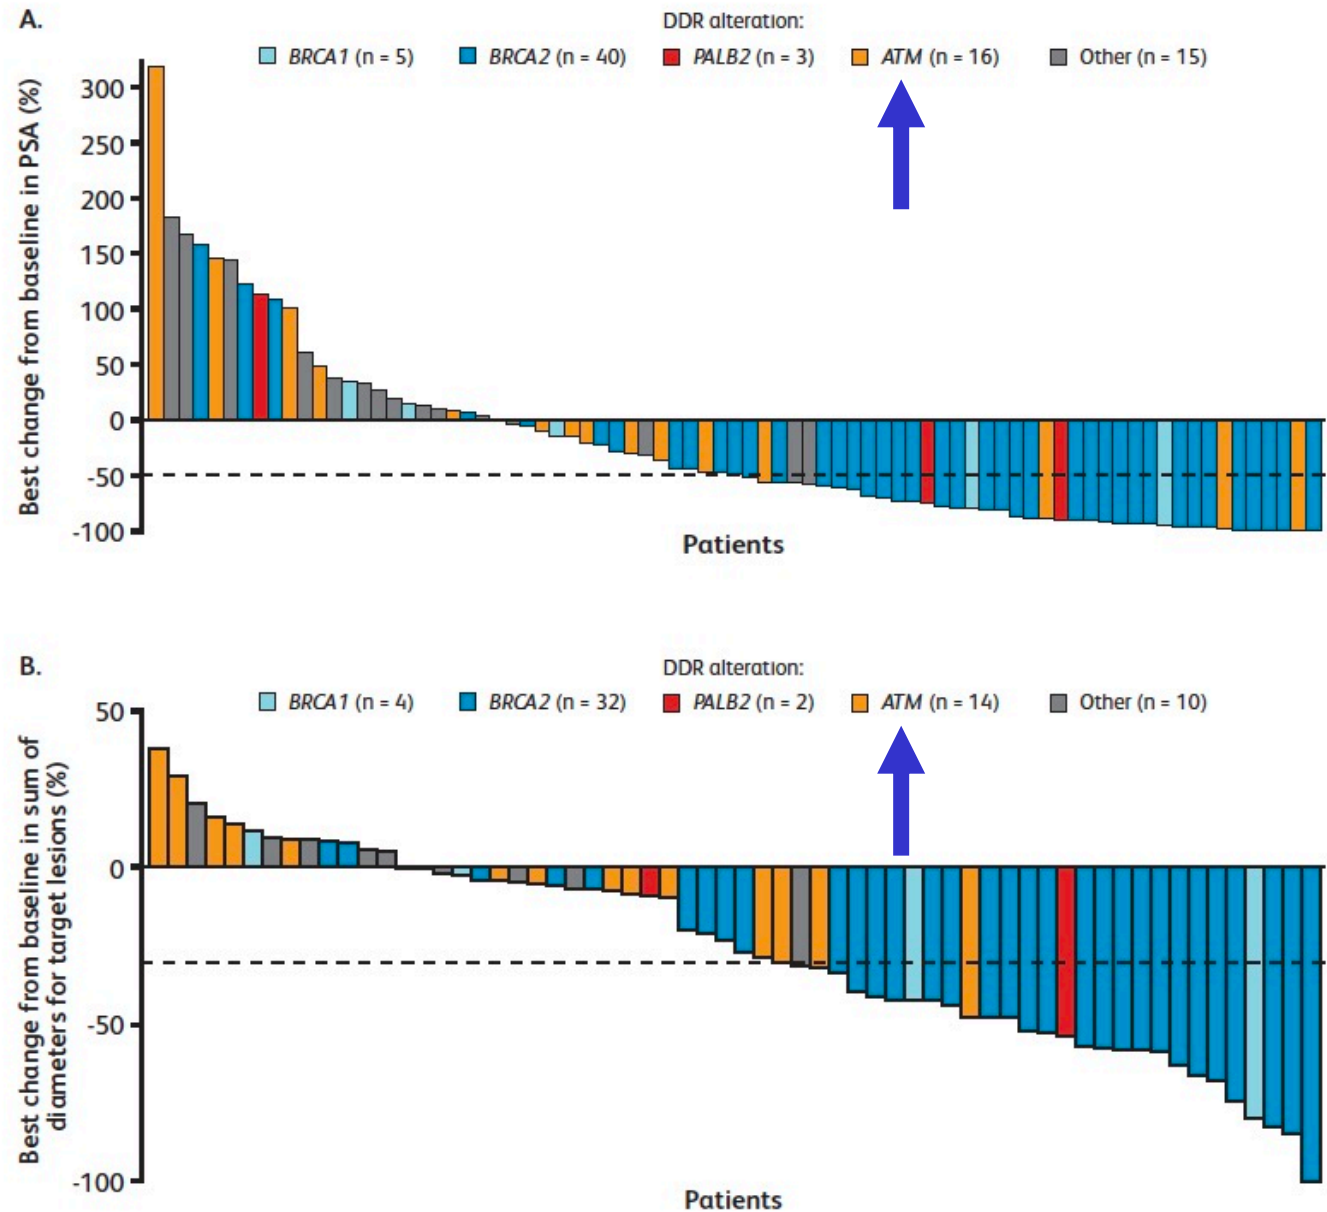 A.
DDR alteration:
BRCA1 (n = 5) BRCA2 (n = 40) PALB2 (n = 3) ATM (n = 16) Other (n = 15)
Best change from baseline in PSA (%)
300
250
200
150
100
50
0
-50
-100
Patients
B.
DDR alteration:
BRCA1 (n = 4) BRCA2 (n = 32) PALB2 (n = 2) ATM (n = 14) Other (n = 10)
Best change from baseline in sum of
diameters for target lesions (%)
50
0
-50
-100
Patients